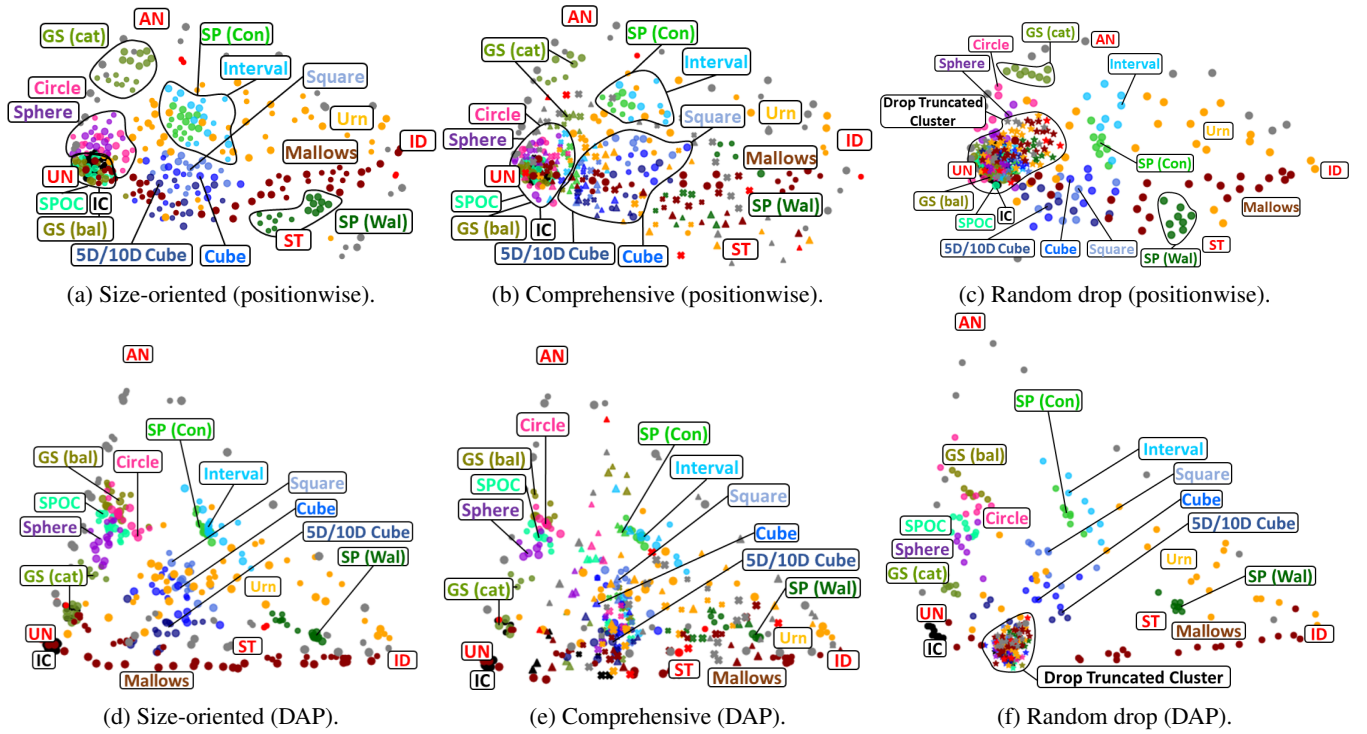 AN
GS (cat)
SP (Con)
Interval
Square
Circle
Sphere
Urn
ID
Mallows
UN
SPOC
IC
GS (bal)
SP (Wal)
ST
5D/10D Cube
Cube
(a) Size-oriented (positionwise).
AN
SP (Con)
GS (cat)
Interval
Circle
Square
Urn
Sphere
ID
Mallows
UN
SPOC
SP (Wal)
GS (bal)
IC
ST
5D/10D Cube
Cube
(b) Comprehensive (positionwise).
GS (cat)
Circle
AN
Sphere
Interval
Drop Truncated
Cluster
Urn
SP (Con)
UN
ID
GS (bal)
IC
Mallows
SPOC
ST
5D/10D Cube
Cube
Square
SP (Wal)
(c) Random drop (positionwise).
AN
SP (Con)
GS (bal)
Circle
Interval
Square
SPOC
Cube
Sphere
5D/10D Cube
SP (Wal)
GS (cat)
Urn
UN
ST
IC
ID
Mallows
(d) Size-oriented (DAP).
AN
Circle
SP (Con)
GS (bal)
Interval
SPOC
Square
Sphere
Cube
5D/10D Cube
GS (cat)
SP (Wal)
Urn
UN
ID
ST
Mallows
IC
(e) Comprehensive (DAP).
AN
SP (Con)
Interval
GS (bal)
Square
Cube
SPOC
Circle
5D/10D Cube
Sphere
Urn
GS (cat)
SP (Wal)
UN
ST
Mallows
ID
IC
Drop Truncated Cluster
(f) Random drop (DAP).